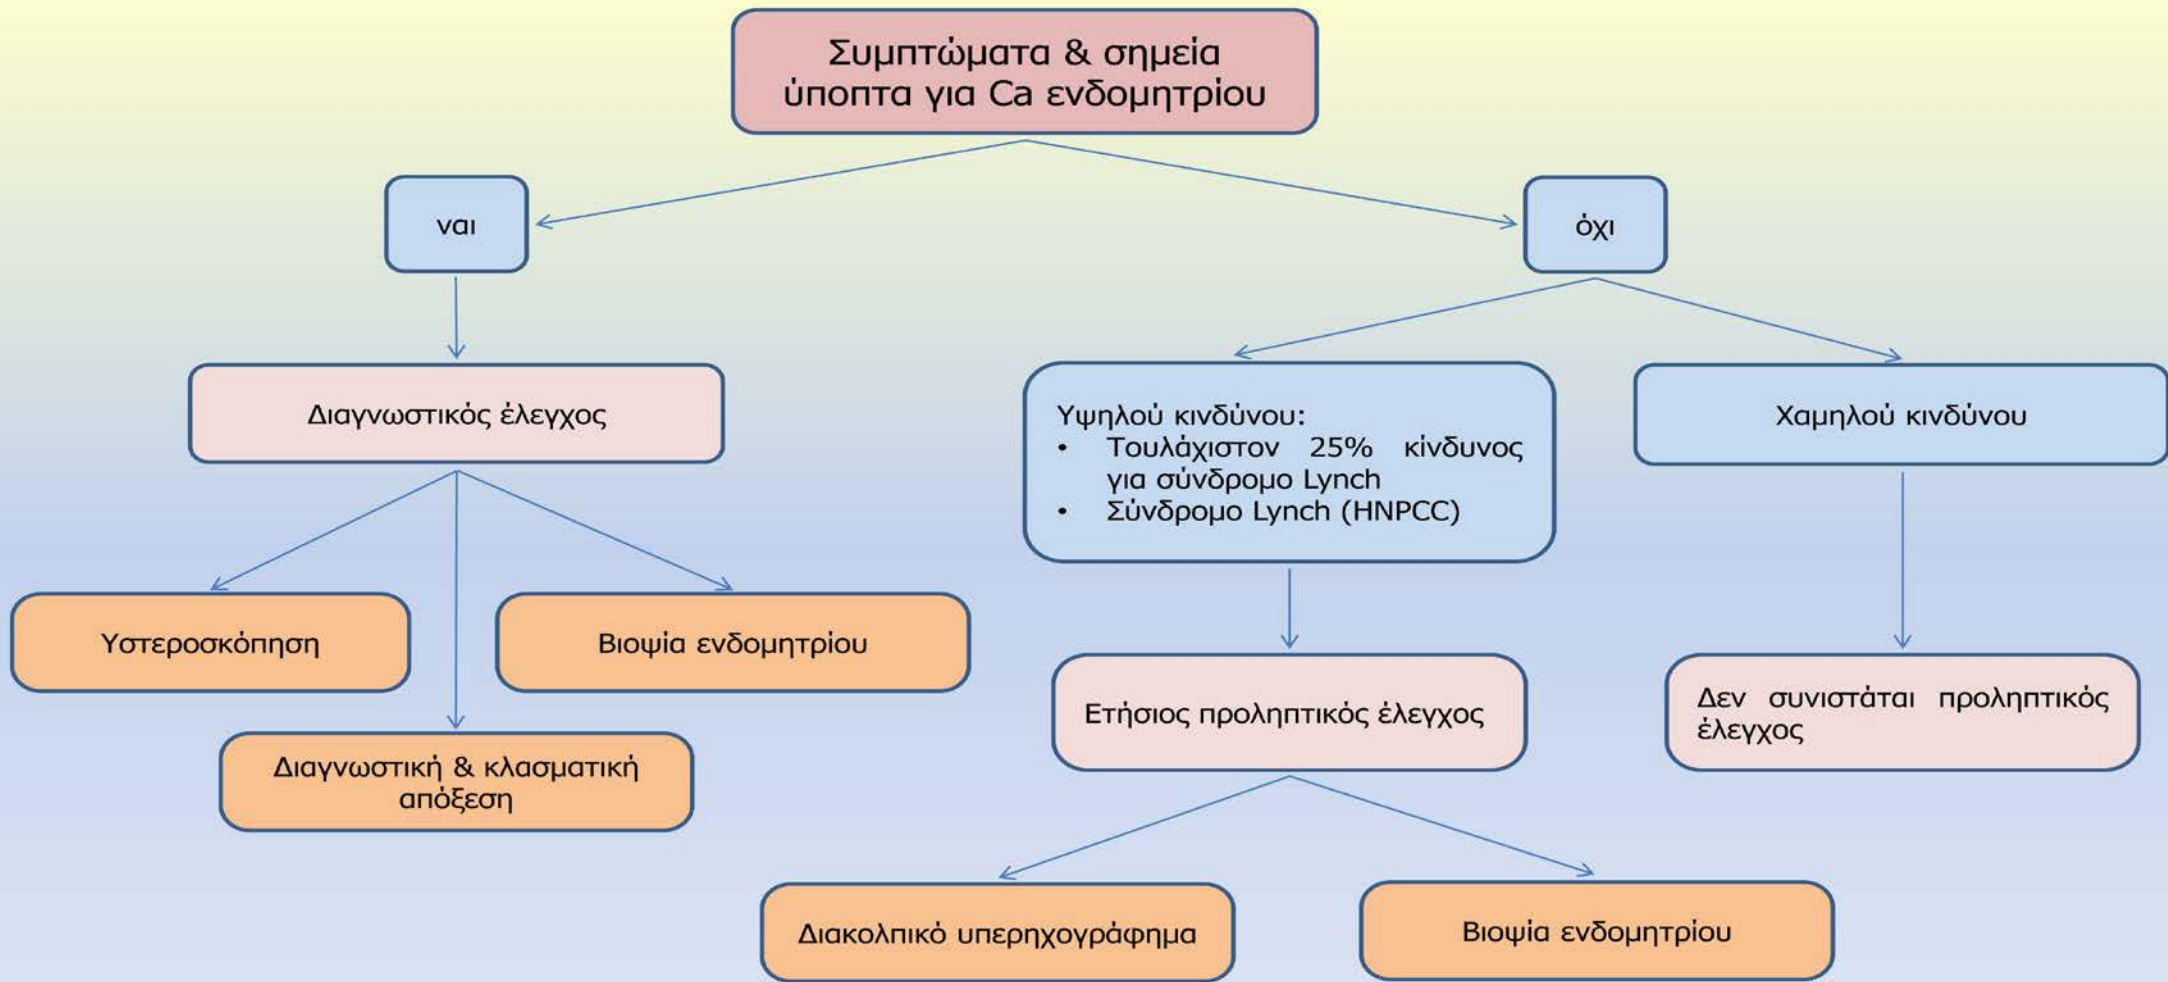 Συμπτώματα & σημεία
ύποπτα για Ca ενδομητρίου
ναι
όχι
Διαγνωστικός έλεγχος
Υψηλού κινδύνου:
• Τουλάχιστον 25% κίνδυνος
για σύνδρομο Lynch
• Σύνδρομο Lynch (HNPCC)
Χαμηλού κινδύνου
Υστεροσκόπηση
Βιοψία ενδομητρίου
Διαγνωστική & κλασματική
απόξεση
Ετήσιος προληπτικός έλεγχος
Δεν συνιστάται προληπτικός
έλεγχος
Διακολπικό υπερηχογράφημα
Βιοψία ενδομητρίου